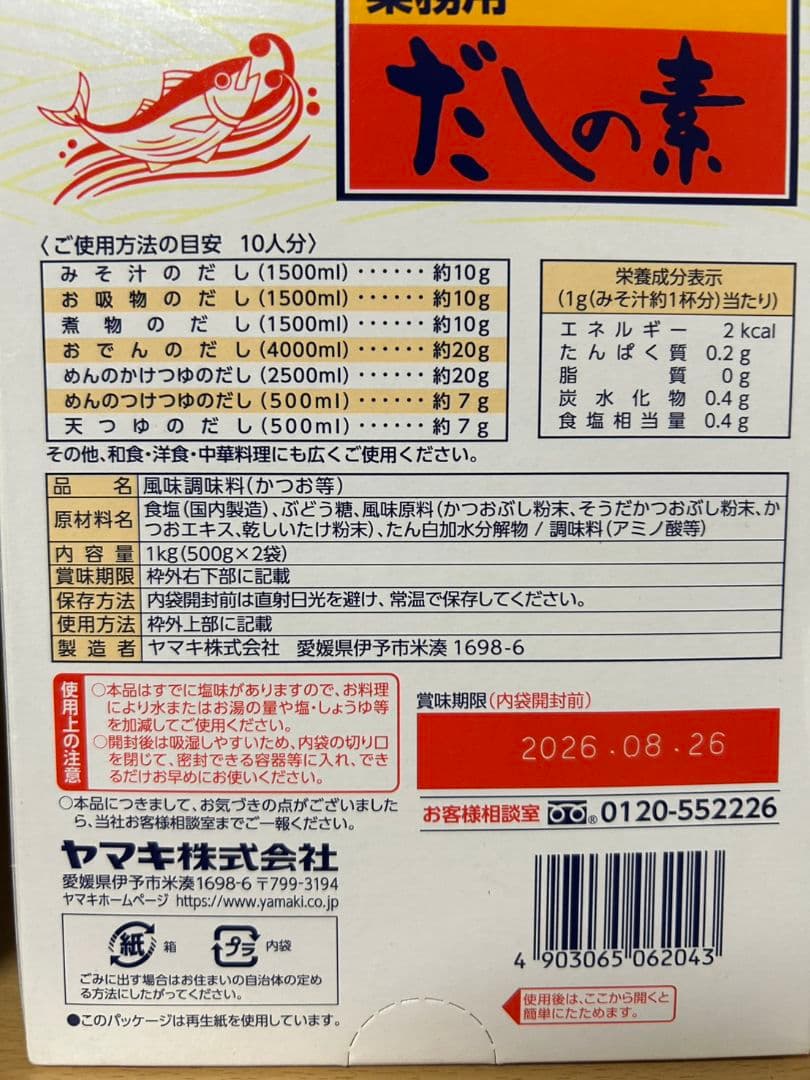 業務用
だしの素
〈ご使用方法の目安 10人分〉
みそ汁のだし(1500ml)······約10g
お吸物のだし(1500ml)······約10g
煮物のだし(1500ml)······約10g
おでんのだし(4000ml)······約20g
めんのかけつゆのだし(2500ml)······約20g
めんのつけつゆのだし(500ml)······約7g
天つゆのだし(500ml)······約7g
その他、和食・洋食・中華料理にも広くご使用ください。
栄養成分表示
(1g(みそ汁約1杯分)当たり)
エネルギー 2kcal
たんぱく質 0.2g
脂質 0g
炭水化物 0.4g
食塩相当量 0.4g
品名 風味調味料(かつお等)
原材料名 食塩(国内製造)、ぶどう糖、風味原料(かつおぶし粉末、そうだかつおぶし粉末、か
つおエキス、乾しいたけ粉末)、たん白加水分解物 / 調味料(アミノ酸等)
内容量 1kg(500g×2袋)
賞味期限 枠外右下部に記載
保存方法 内袋開封前は直射日光を避け、常温で保存してください。
使用方法 枠外上部に記載
製造者 ヤマキ株式会社 愛媛県伊予市米湊1698-6
使用上の注意
○本品はすでに塩味がありますので、お料理
により水またはお湯の量や塩・しょうゆ等
を加減してご使用ください。
○開封後は吸湿しやすいため、内袋の切り口
を閉じて、密封できる容器等に入れ、でき
るだけお早めにお使いください。
賞味期限(内袋開封前)
2026.08.26
お客様相談室 0120-552226
○本品につきまして、お気づきの点がございました
ら、当社お客様相談室までご一報ください。
ヤマキ株式会社
愛媛県伊予市米湊1698-6 〒799-3194
ヤマキホームページ https://www.yamaki.co.jp
紙 箱
プラ 内袋
ごみに出す場合はお住まいの自治体の定め
る方法にしたがってください。
●このパッケージは再生紙を使用しています。
4 903065 062043
使用後は、ここから開くと
簡単にたためます。